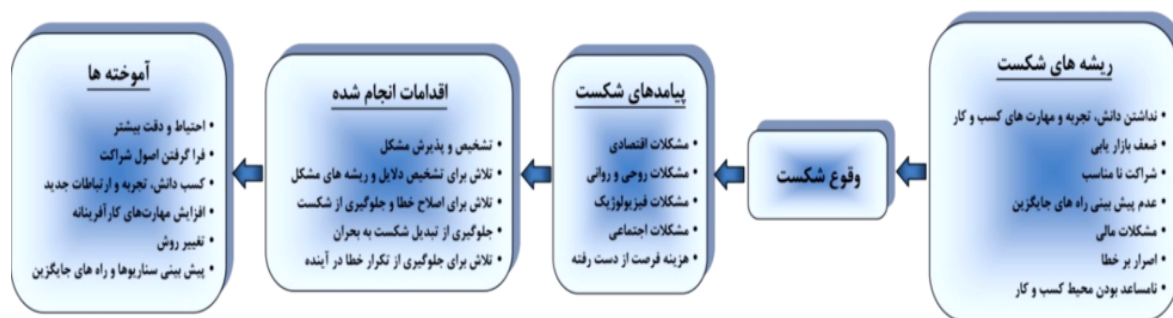 ریشه های شکست
نداشتن دانش، تجربه و مهارت های کسب و کار
ضعف بازار یابی
شراکت نا مناسب
عدم پیش بینی راه های جایگزین
مشکلات مالی
اصرار بر خطا
نامساعد بودن محیط کسب و کار
وقوع شکست
پیامدهای شکست
مشکلات اقتصادی
مشکلات روحی و روانی
مشکلات فیزیولوژیک
مشکلات اجتماعی
هزینه فرصت از دست رفته
اقدامات انجام شده
تشخیص و پذیرش مشکل
تلاش برای تشخیص دلایل و ریشه های مشکل
تلاش برای اصلاح خطا و جلوگیری از شکست
جلوگیری از تبدیل شکست به بحران
تلاش برای جلوگیری از تکرار خطا در آینده
آموخته ها
احتیاط و دقت بیشتر
فرا گرفتن اصول شراکت
کسب دانش، تجربه و ارتباطات جدید
افزایش مهارت‌های کارآفرینانه
تغییر روش
پیش بینی سناریوها و راه های جایگزین